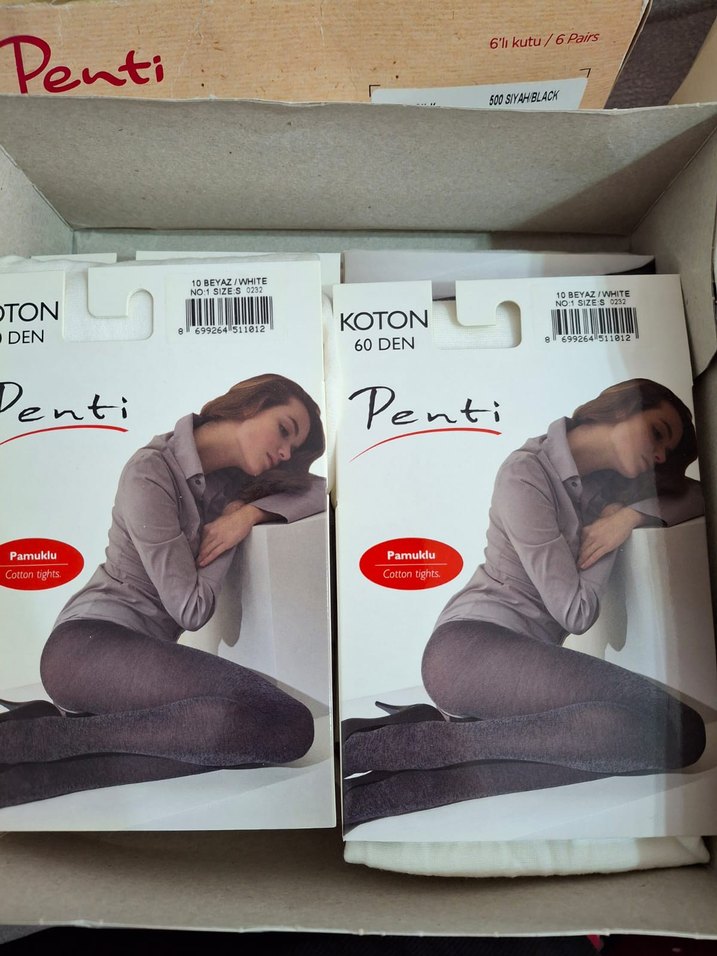 Penti
6'lı kutu / 6 Pairs
500 SIYAH/BLACK
OTON
DEN
10 BEYAZ / WHITE
NO:1 SIZE:S 0232
8 699264 511012
Penti
Pamuklu
Cotton tights.
KOTON
60 DEN
10 BEYAZ / WHITE
NO:1 SIZE:S 0232
8 699264 511012
Penti
Pamuklu
Cotton tights.